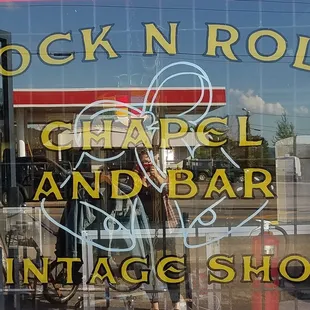 OCK N ROL
CHAPEL
AND BAR
INTAGE SHO